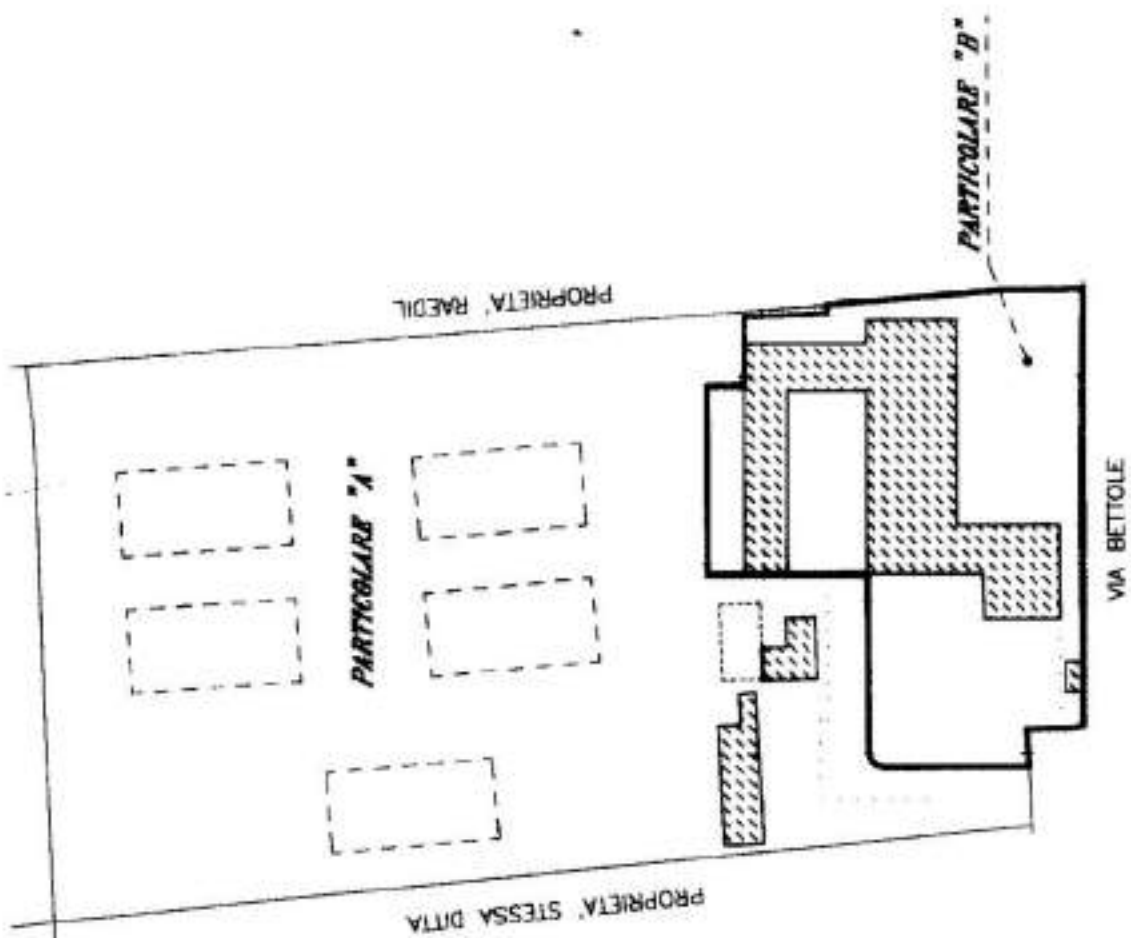 PARTICOLARE "B"
PROPRIETA' RAEDIL
PARTICOLARE "A"
VIA BETTOLE
PROPRIETA' STESSA DITTA